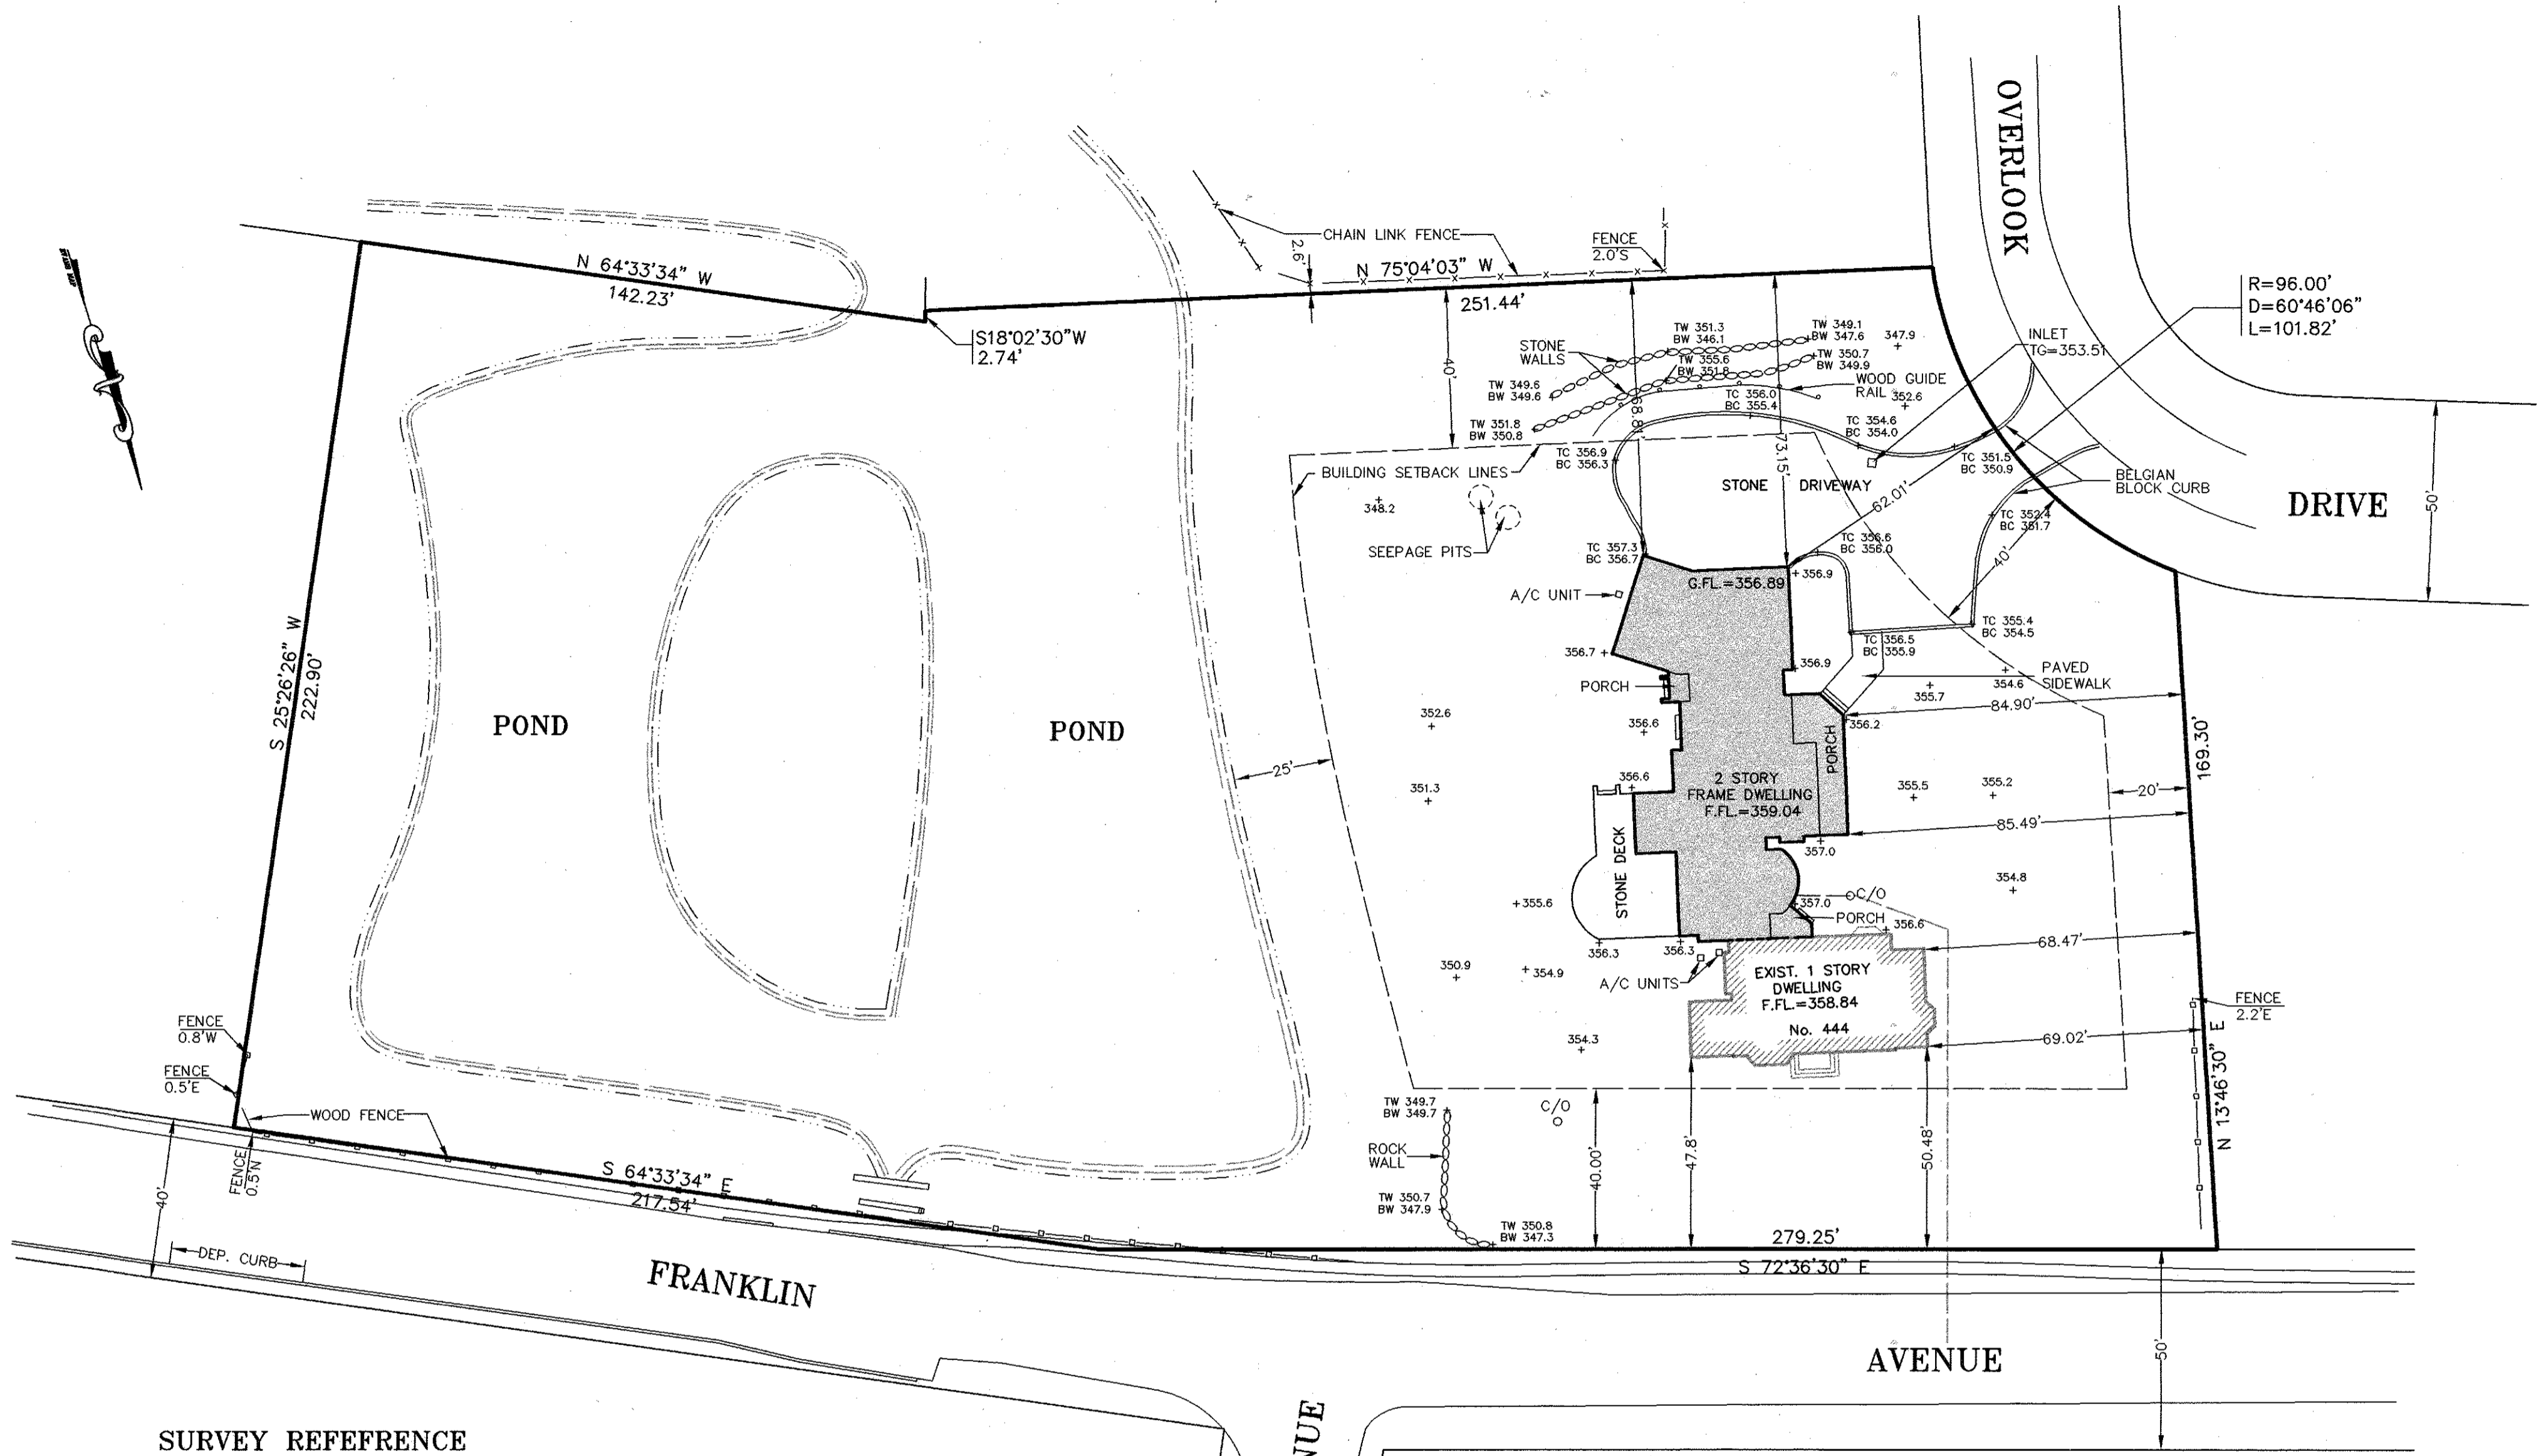 OVERLOOK
DRIVE
50'
R=96.00'
D=60°46'06"
L=101.82'
N 64°33'34" W
142.23'
S18°02'30"W
2.74'
2.6'
CHAIN LINK FENCE
FENCE
2.0'S
N 75°04'03" W
251.44'
INLET
TG=353.51
STONE
WALLS
TW 351.3
BW 346.1
TW 349.1
BW 347.6
347.9
TW 355.6
BW 351.8
TW 350.7
BW 349.9
TW 349.6
BW 349.6
WOOD GUIDE
RAIL
352.6
TC 356.0
BC 355.4
TW 351.8
BW 350.8
TC 354.6
BC 354.0
40'
68.81'
73.15'
TC 356.9
BC 356.3
TC 351.5
BC 350.9
BUILDING SETBACK LINES
STONE DRIVEWAY
BELGIAN
BLOCK CURB
348.2
62.01'
TC 352.4
BC 351.7
SEEPAGE PITS
TC 357.3
BC 356.7
TC 356.6
BC 356.0
40'
G.FL.=356.89
356.9
A/C UNIT
TC 355.4
BC 354.5
TC 356.5
BC 355.9
356.7
356.9
PAVED
SIDEWALK
354.6
355.7
PORCH
84.90'
S 25°26'26" W
222.90'
POND
POND
352.6
356.6
356.2
PORCH
169.30'
25'
356.6
351.3
2 STORY
FRAME DWELLING
F.FL.=359.04
355.5
355.2
20'
85.49'
357.0
STONE DECK
354.8
355.6
357.0
C/O
PORCH
356.6
356.3
356.3
68.47'
350.9
354.9
A/C UNITS
EXIST. 1 STORY
DWELLING
F.FL.=358.84
No. 444
FENCE
2.2'E
FENCE
0.8'W
354.3
69.02'
N 13°46'30" E
FENCE
0.5'E
WOOD FENCE
TW 349.7
BW 349.7
C/O
ROCK
WALL
40.00'
47.8'
50.48'
FENCE
0.5'N
40'
S 64°33'34" E
217.54'
TW 350.7
BW 347.9
TW 350.8
BW 347.3
279.25'
S 72°36'30" E
DEP. CURB
FRANKLIN
AVENUE
50'
NUE
SURVEY REFEFRENCE